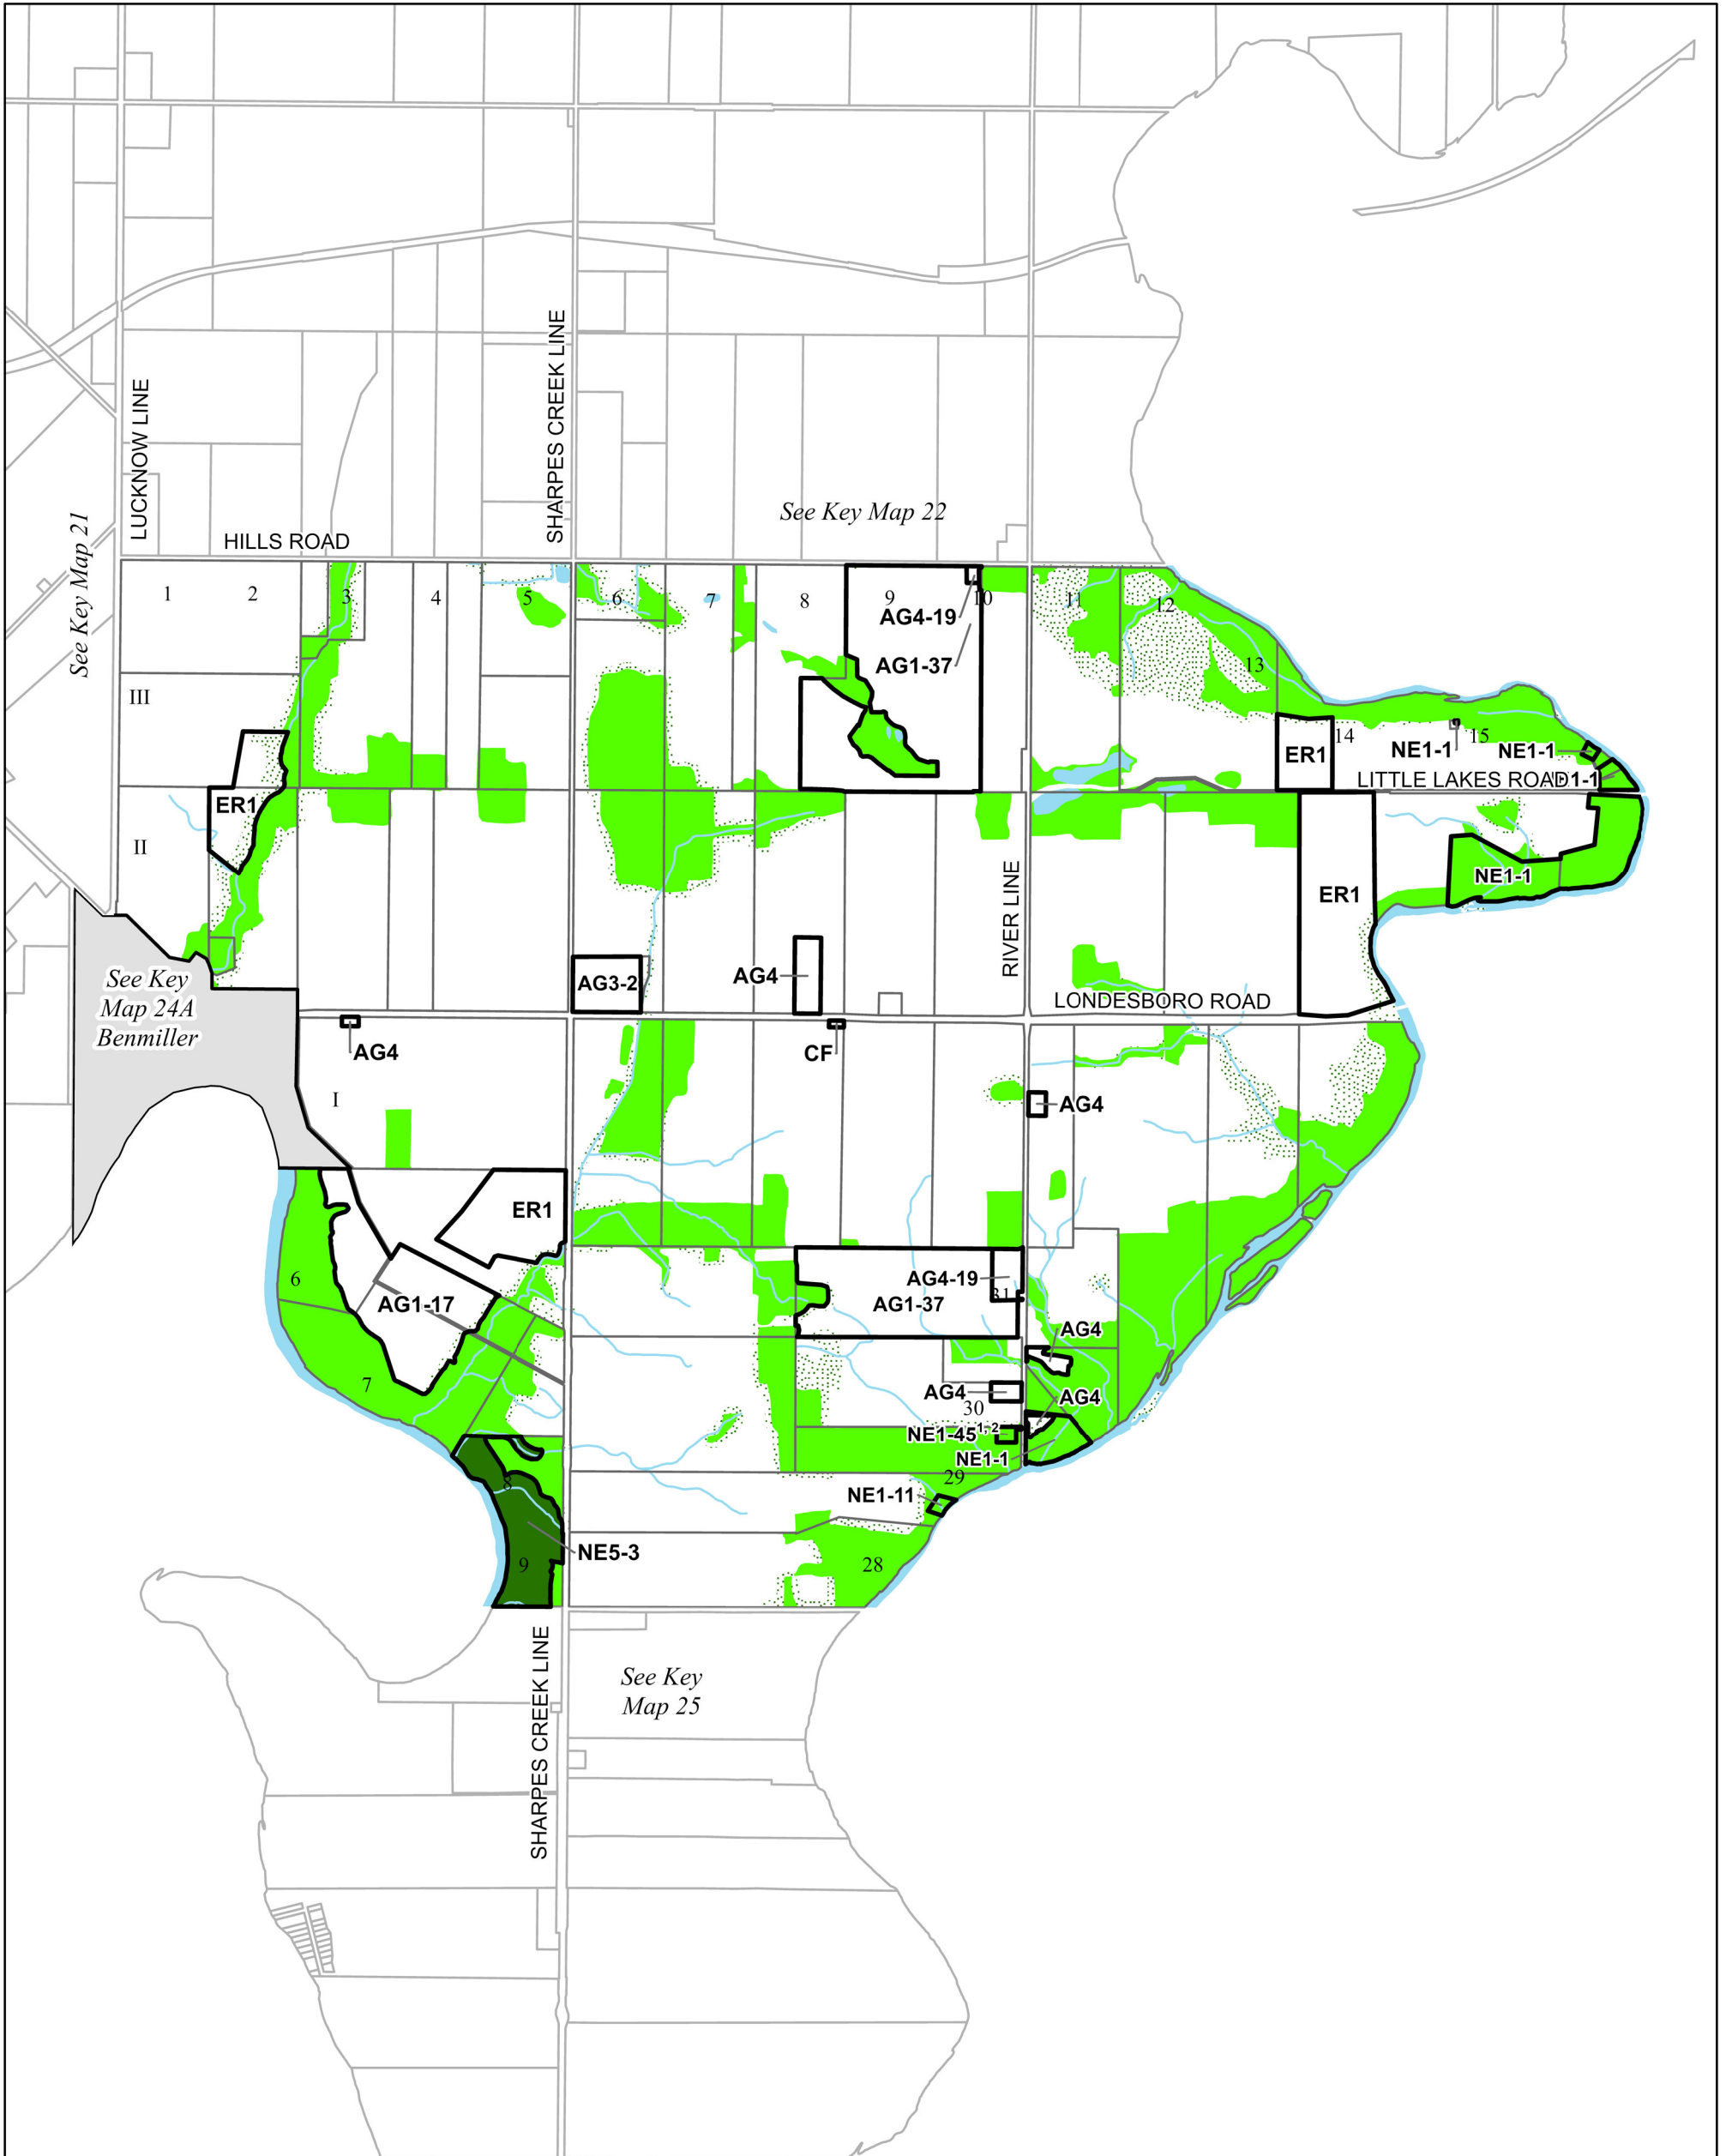 LUCKNOW LINE
SHARPES CREEK LINE
See Key Map 21
See Key Map 22
HILLS ROAD
1
2
3
4
5
6
7
8
9
10
11
12
AG4-19
AG1-37
13
III
14
15
ER1
NE1-1
NE1-1
LITTLE LAKES ROAD
1-1
ER1
II
RIVER LINE
ER1
NE1-1
See Key
Map 24A
Benmiller
AG3-2
AG4
LONDESBORO ROAD
AG4
CF
I
AG4
ER1
6
AG1-17
AG4-19
31
AG1-37
AG4
7
AG4
AG4
30
NE1-45 1, 2
NE1-1
29
8
NE1-11
NE5-3
9
28
SHARPES CREEK LINE
See Key
Map 25